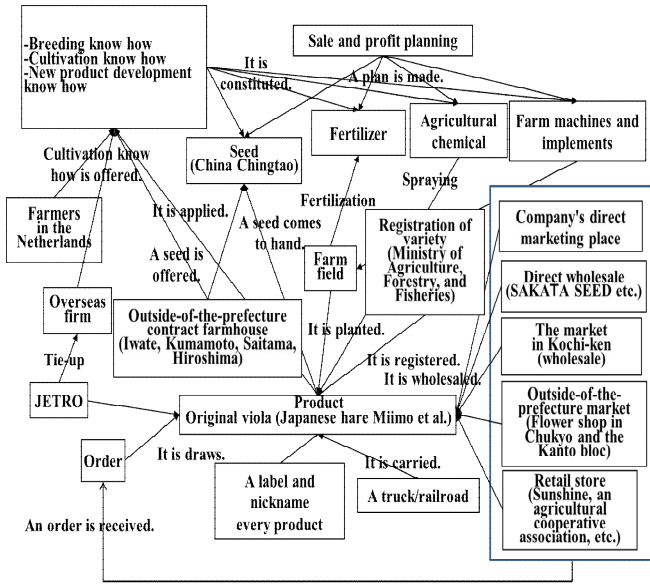 -Breeding know how
-Cultivation know how
-New product development
know how
Sale and profit planning
It is
constituted.
A plan is made.
Seed
(China Chingtao)
Fertilizer
Agricultural
chemical
Farm machines and
implements
Cultivation know
how is offered.
Farmers
in the
Netherlands
It is applied.
A seed is
offered.
A seed comes
to hand.
Fertilization
Spraying
Farm
field
Registration of
variety
(Ministry of
Agriculture,
Forestry, and
Fisheries)
Company's direct
marketing place
Direct wholesale
(SAKATA SEED etc.)
The market
in Kochi-ken
(wholesale)
Outside-of-the-
prefecture market
(Flower shop in
Chukyo and the
Kanto bloc)
Retail store
(Sunshine, an
agricultural
cooperative
association, etc.)
Overseas
firm
Outside-of-the-prefecture
contract farmhouse
(Iwate, Kumamoto, Saitama,
Hiroshima)
It is planted.
Tie-up
It is registered.
It is wholesaled.
JETRO
Product
Original viola (Japanese hare Miimo et al.)
Order
It is draws.
A label and
nickname
every product
It is carried.
A truck/railroad
An order is received.